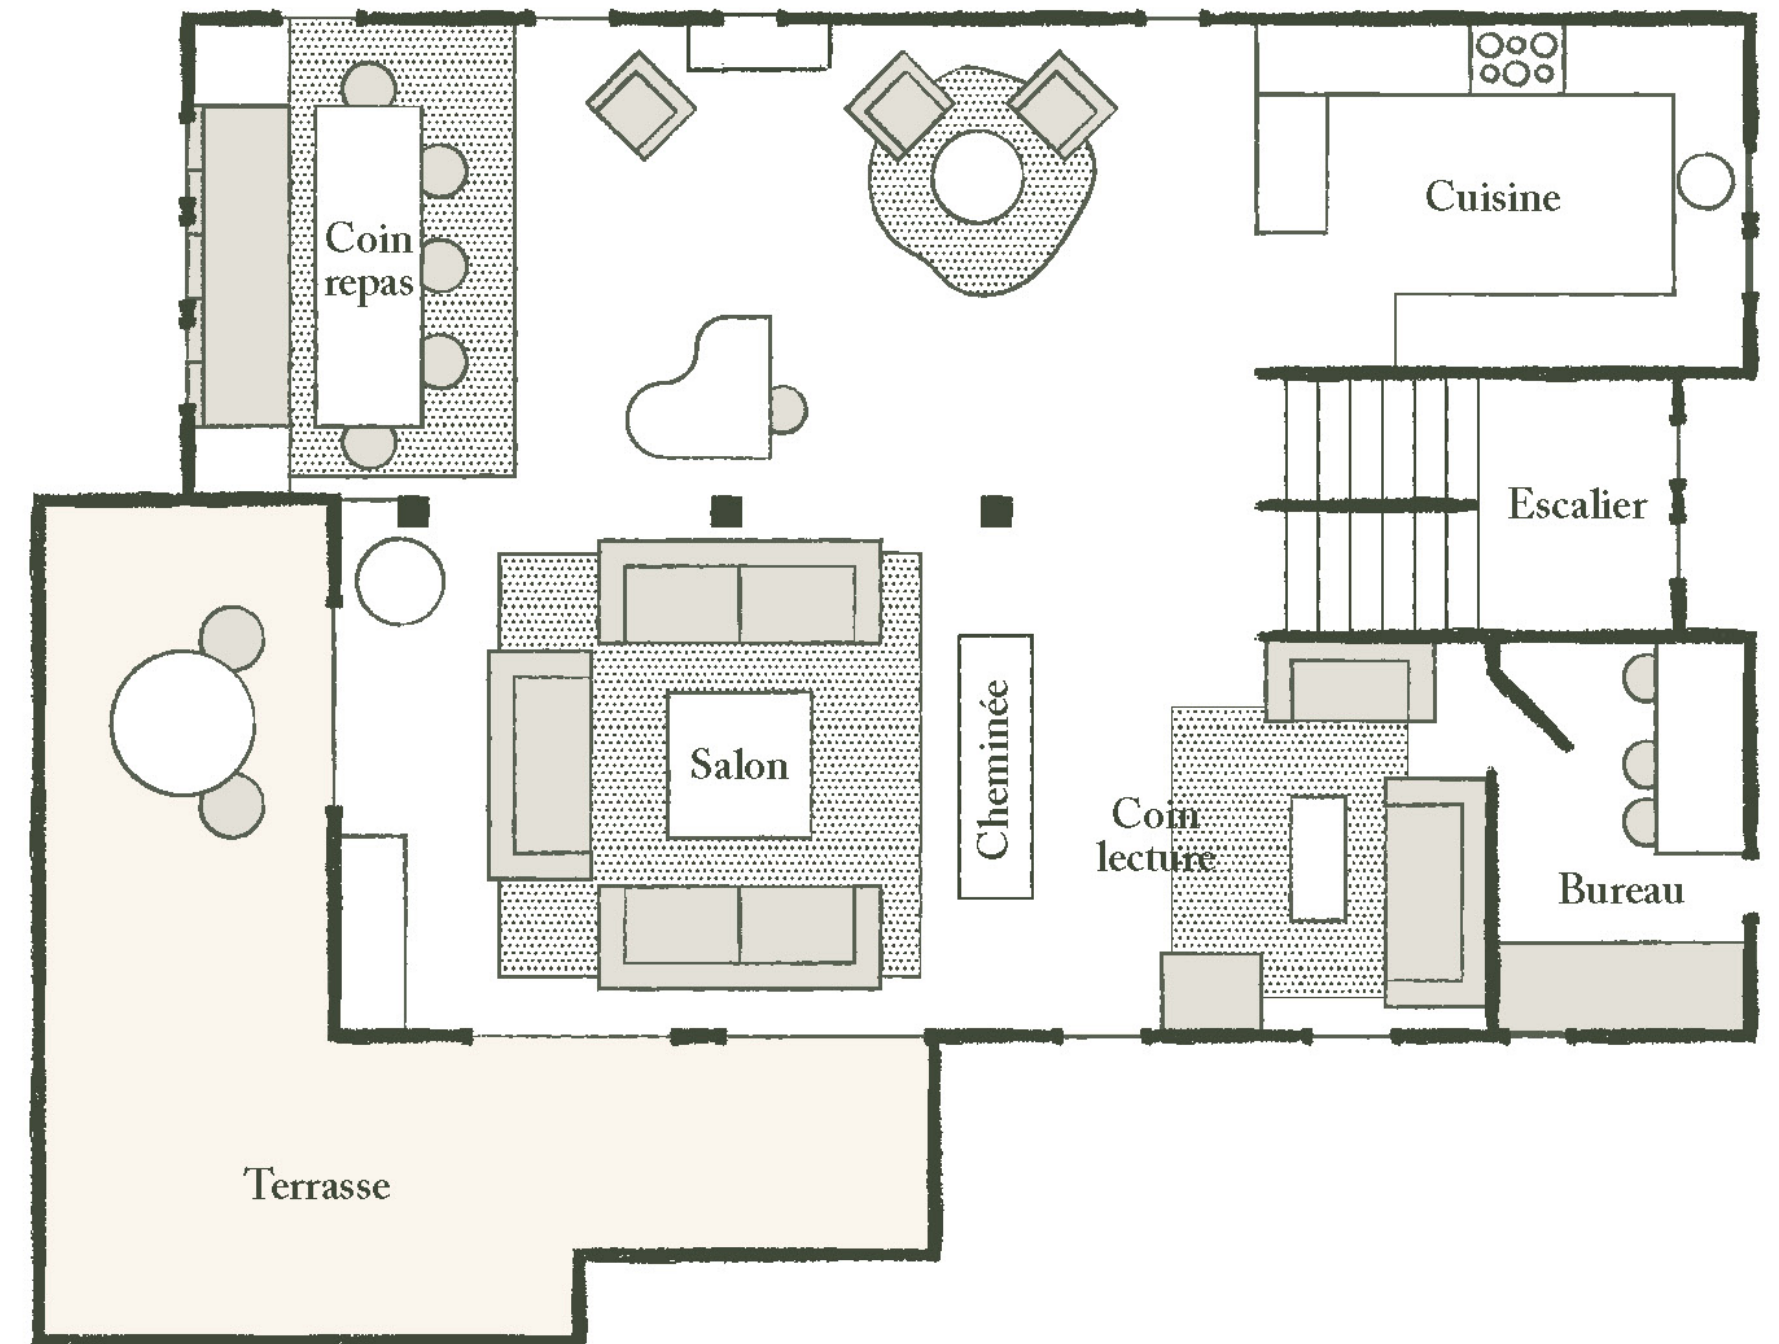 Cuisine
Coin
repas
Escalier
Salon
Cheminée
Coin
lecture
Bureau
Terrasse